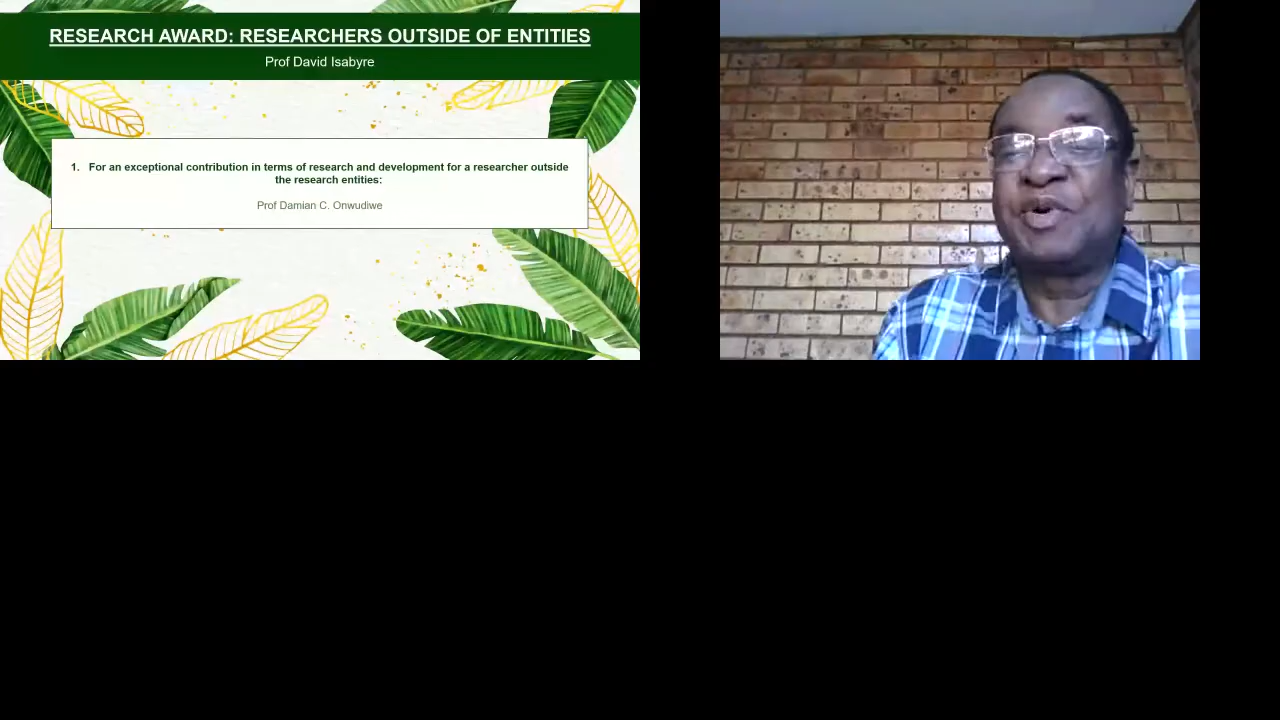 RESEARCH AWARD: RESEARCHERS OUTSIDE OF ENTITIES
Prof David Isabyre
1. For an exceptional contribution in terms of research and development for a researcher outside
the research entities:
Prof Damian C. Onwudiwe